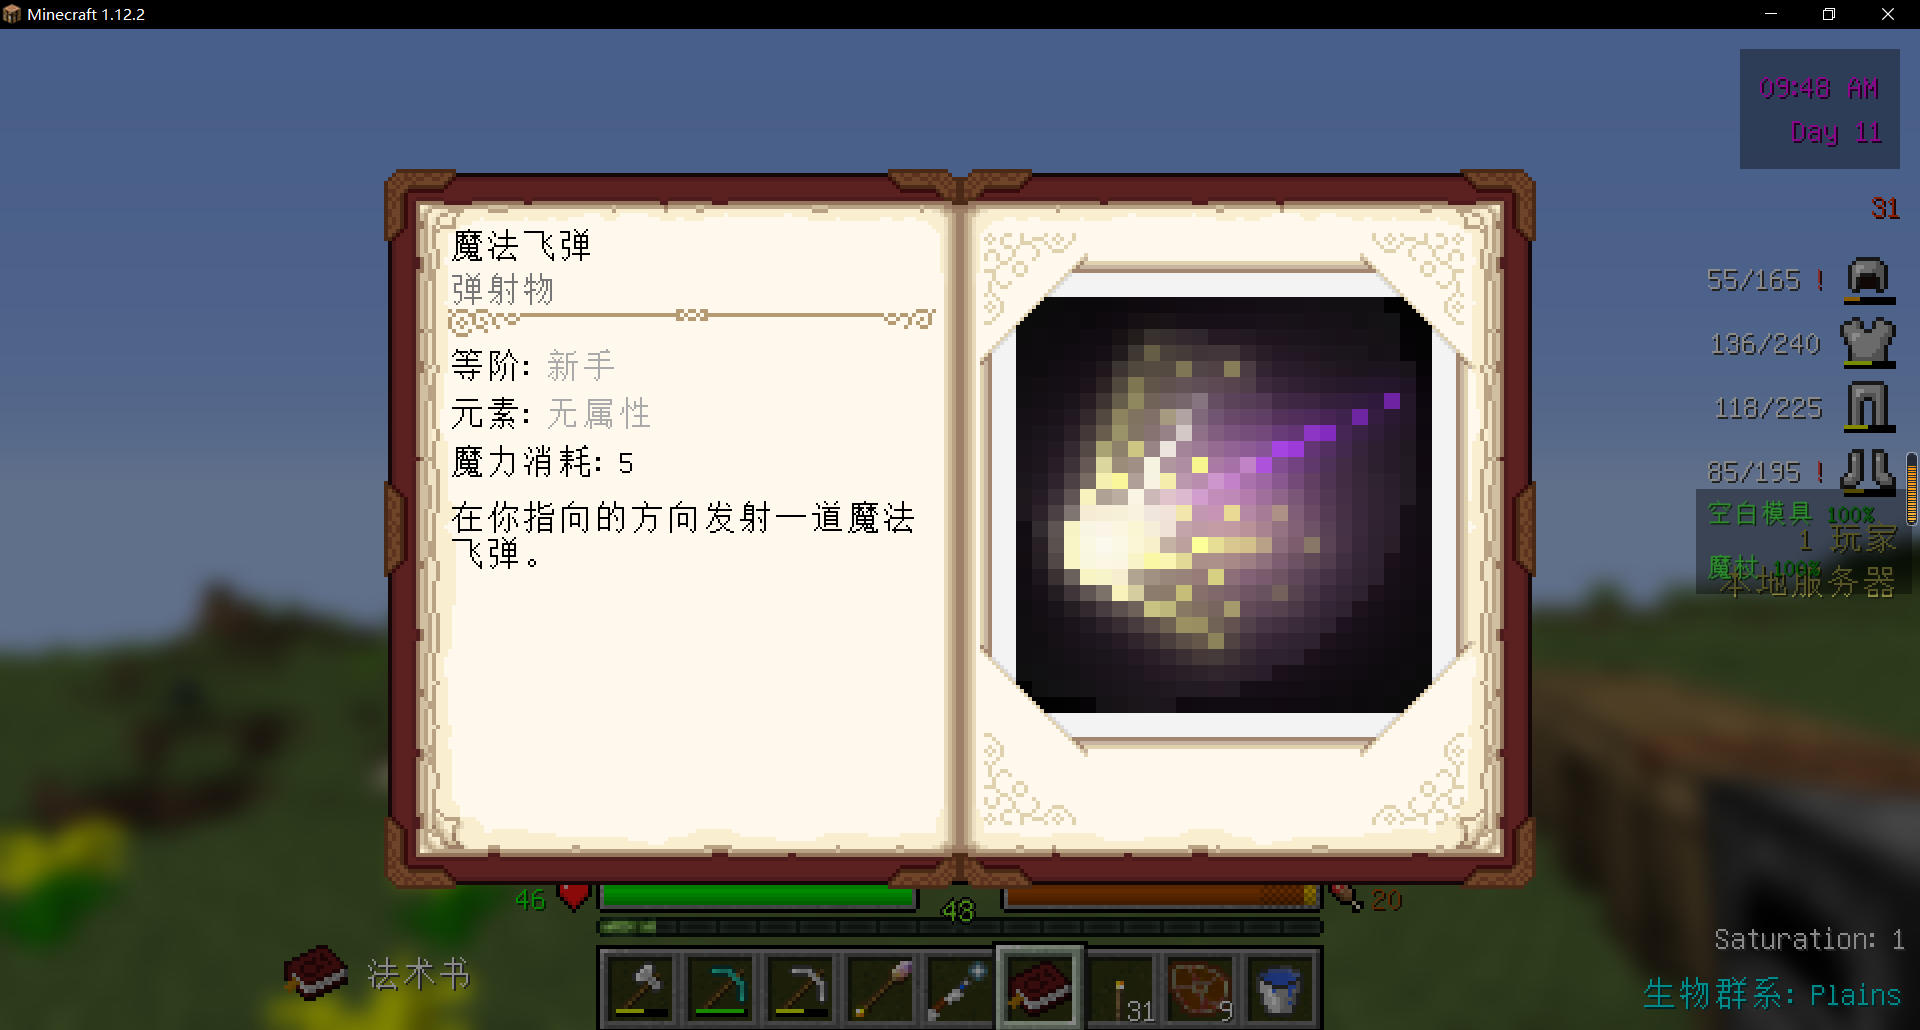 Minecraft 1.12.2
09:48 AM
Day 11
31
55/165 !
136/240
118/225
85/195 !
空白模具 100%
1 玩家
魔杖 100%
本地服务器
魔法飞弹
弹射物
等阶: 新手
元素: 无属性
魔力消耗: 5
在你指向的方向发射一道魔法
飞弹。
46
48
20
法术书
31
9
Saturation: 1
生物群系: Plains